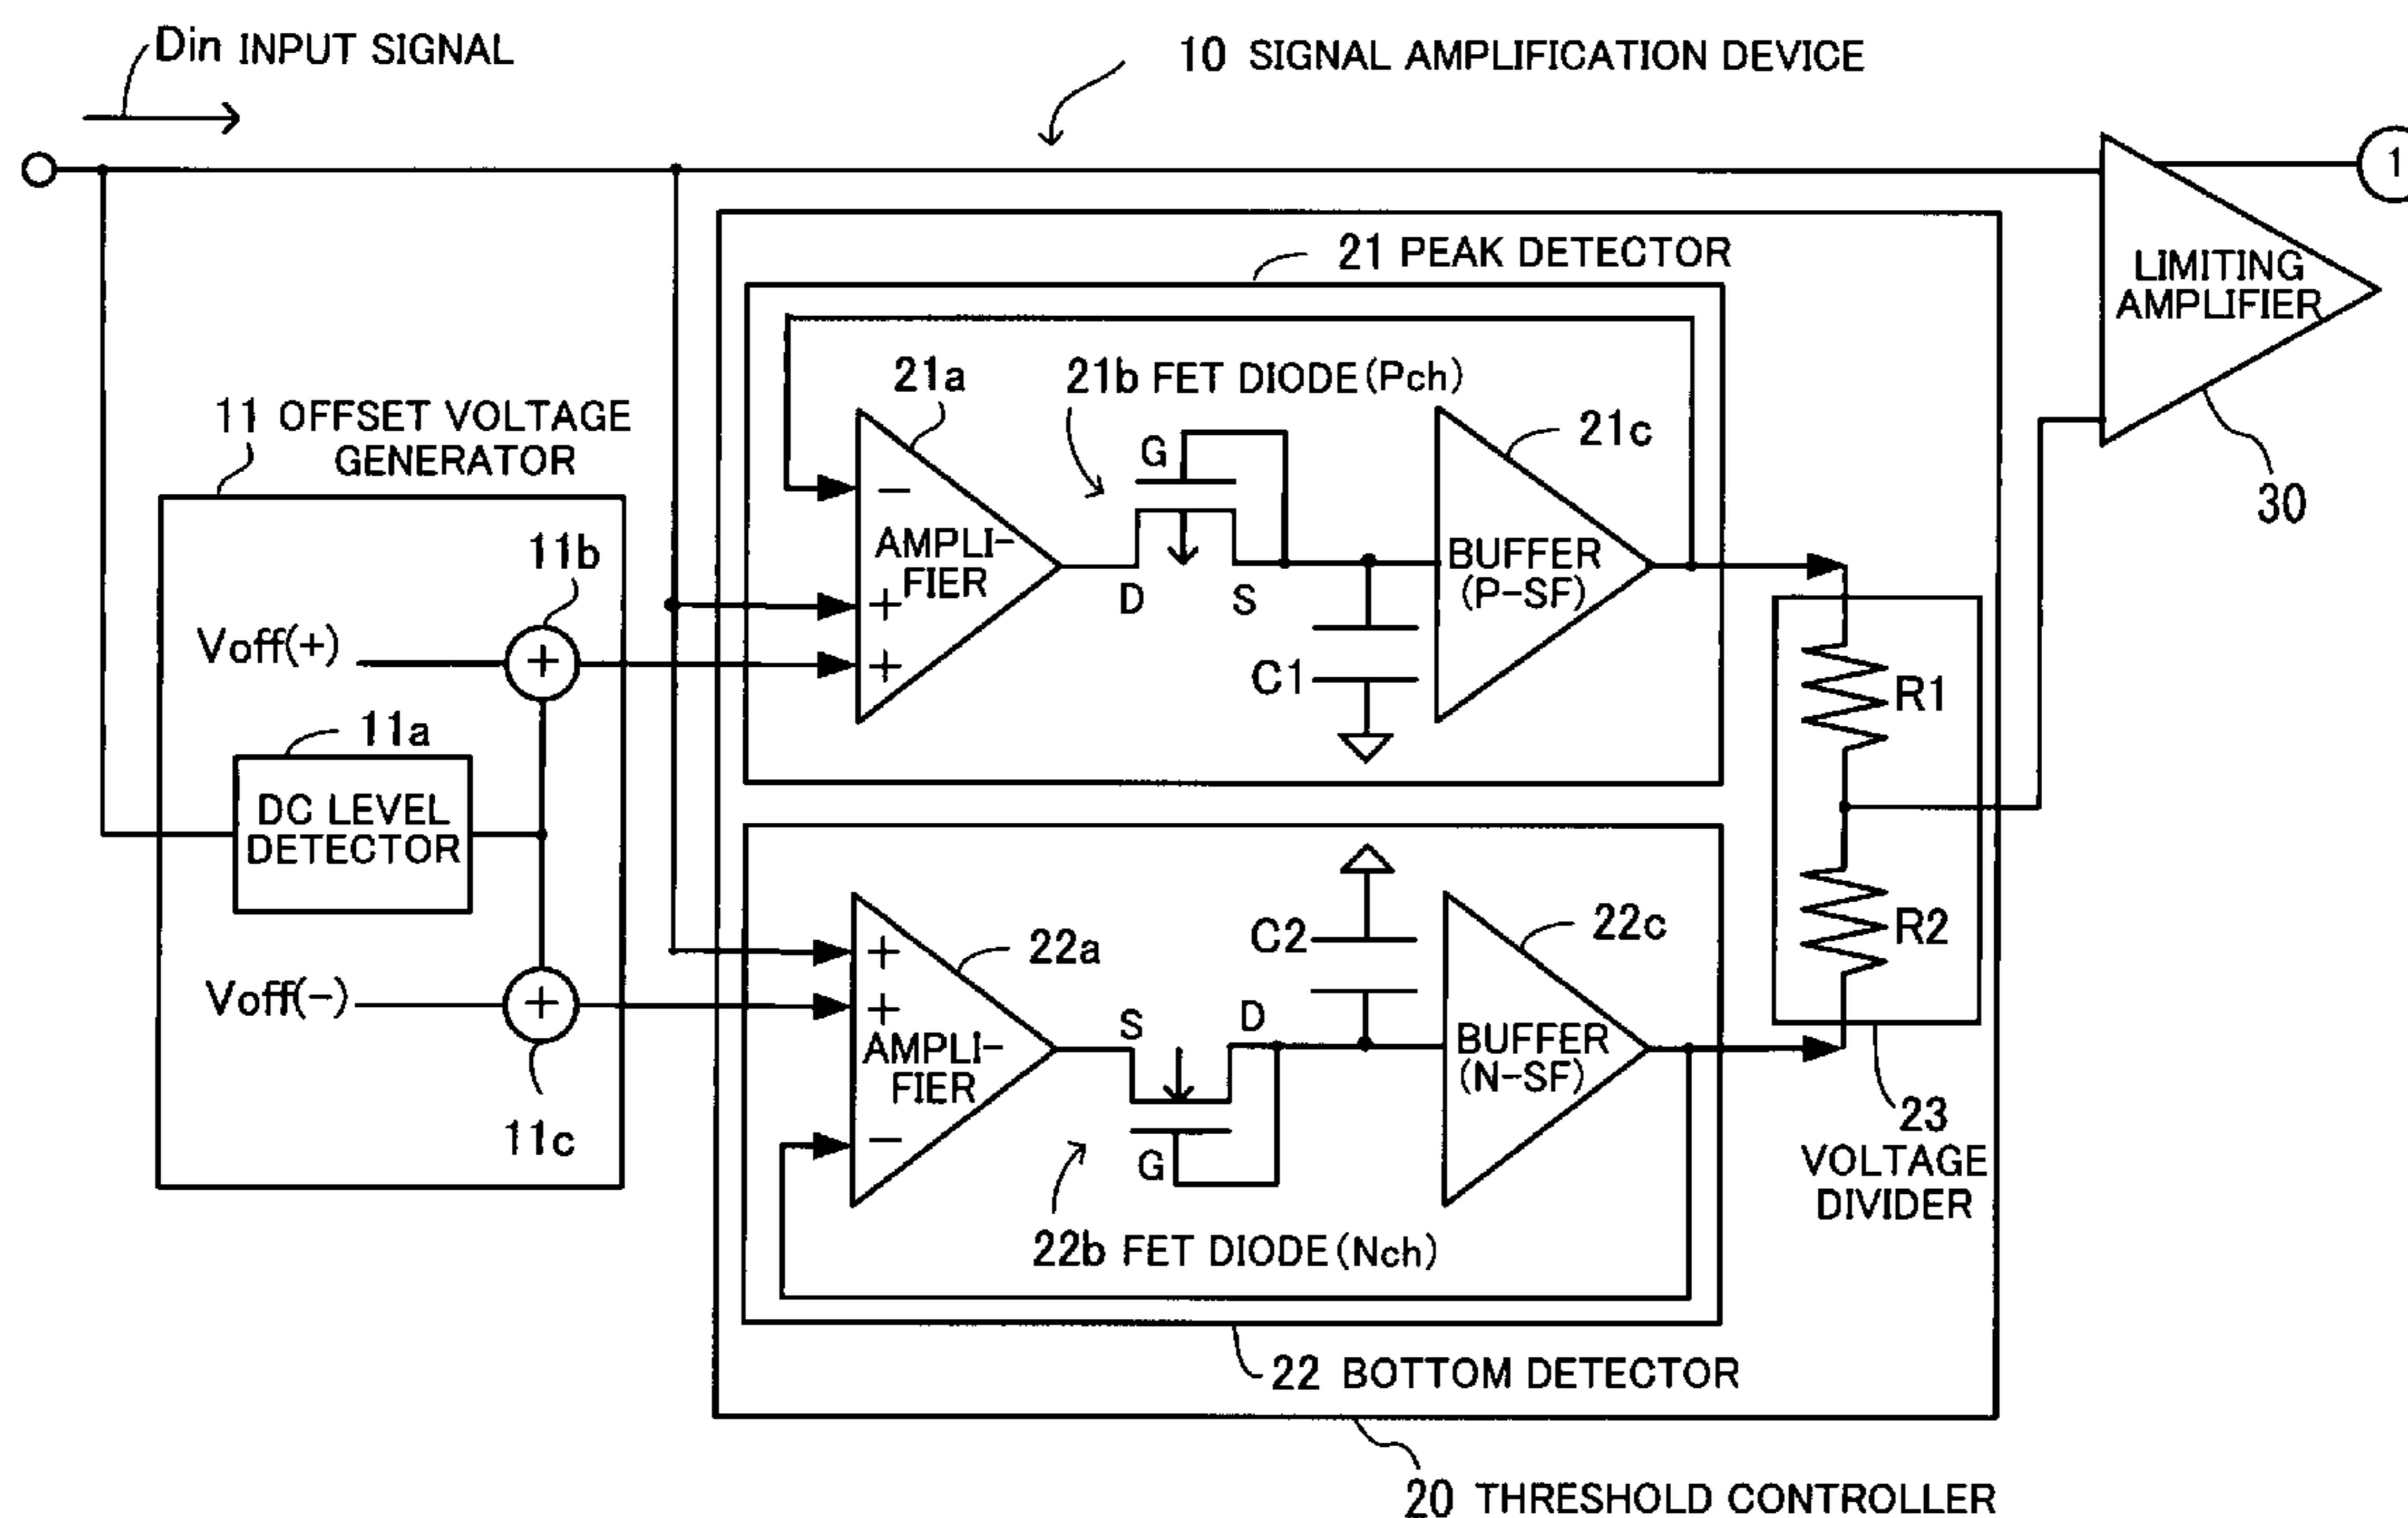 Din INPUT SIGNAL
10 SIGNAL AMPLIFICATION DEVICE
1
21 PEAK DETECTOR
LIMITING
AMPLIFIER
30
21a
21b FET DIODE(Pch)
21c
11 OFFSET VOLTAGE
GENERATOR
G
−
AMPLI-
FIER
+
+
D
S
BUFFER
(P-SF)
C1
11b
Voff(+)
+
R1
11a
DC LEVEL
DETECTOR
Voff(−)
+
11c
22a
C2
22c
R2
+
+
AMPLI-
FIER
−
S
D
G
BUFFER
(N-SF)
22b FET DIODE(Nch)
23
VOLTAGE
DIVIDER
22 BOTTOM DETECTOR
20 THRESHOLD CONTROLLER